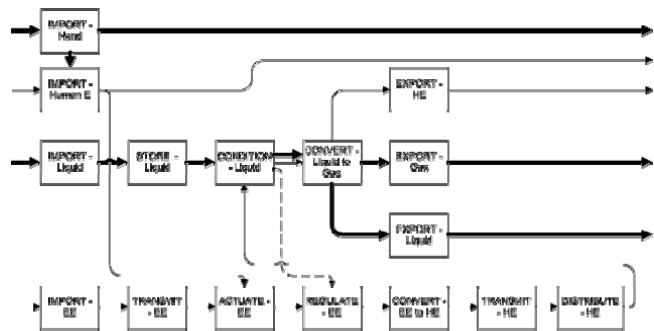 IMPORT -
Hand
IMPORT -
Human E
EXPORT -
HE
IMPORT -
Liquid
STORE -
Liquid
CONDITION
- Liquid
CONVERT -
Liquid to
Gas
EXPORT -
Gas
EXPORT -
Liquid
IMPORT -
EE
TRANSMIT
- EE
ACTUATE -
EE
REGULATE
- EE
CONVERT -
EE to HE
TRANSMIT
- HE
DISTRIBUTE
- HE